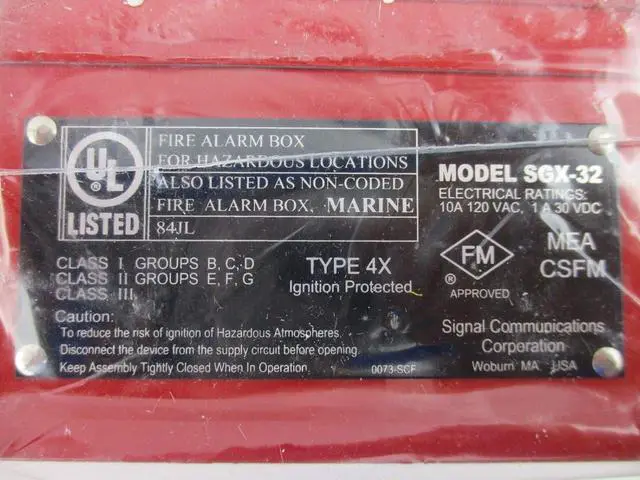 UL
®
LISTED
FIRE ALARM BOX
FOR HAZARDOUS LOCATIONS
ALSO LISTED AS NON-CODED
FIRE ALARM BOX, MARINE
84JL
MODEL SGX-32
ELECTRICAL RATINGS:
10A 120 VAC, 1 A 30 VDC
CLASS I GROUPS B, C, D
CLASS II GROUPS E, F, G
CLASS III
TYPE 4X
Ignition Protected
FM
®
APPROVED
MEA
CSFM
Caution:
To reduce the risk of ignition of Hazardous Atmospheres.
Disconnect the device from the supply circuit before opening.
Keep Assembly Tightly Closed When In Operation.
0073-SCF
Signal Communications
Corporation
Woburn MA, USA